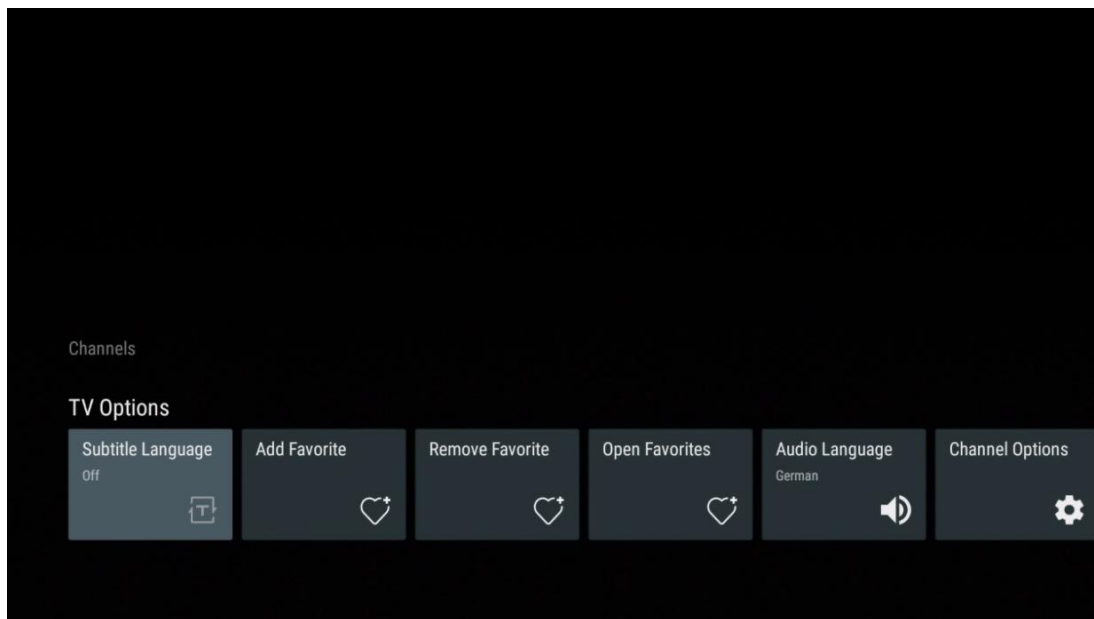 Channels
TV Options
Subtitle Language
Off
Add Favorite
Remove Favorite
Open Favorites
Audio Language
German
Channel Options